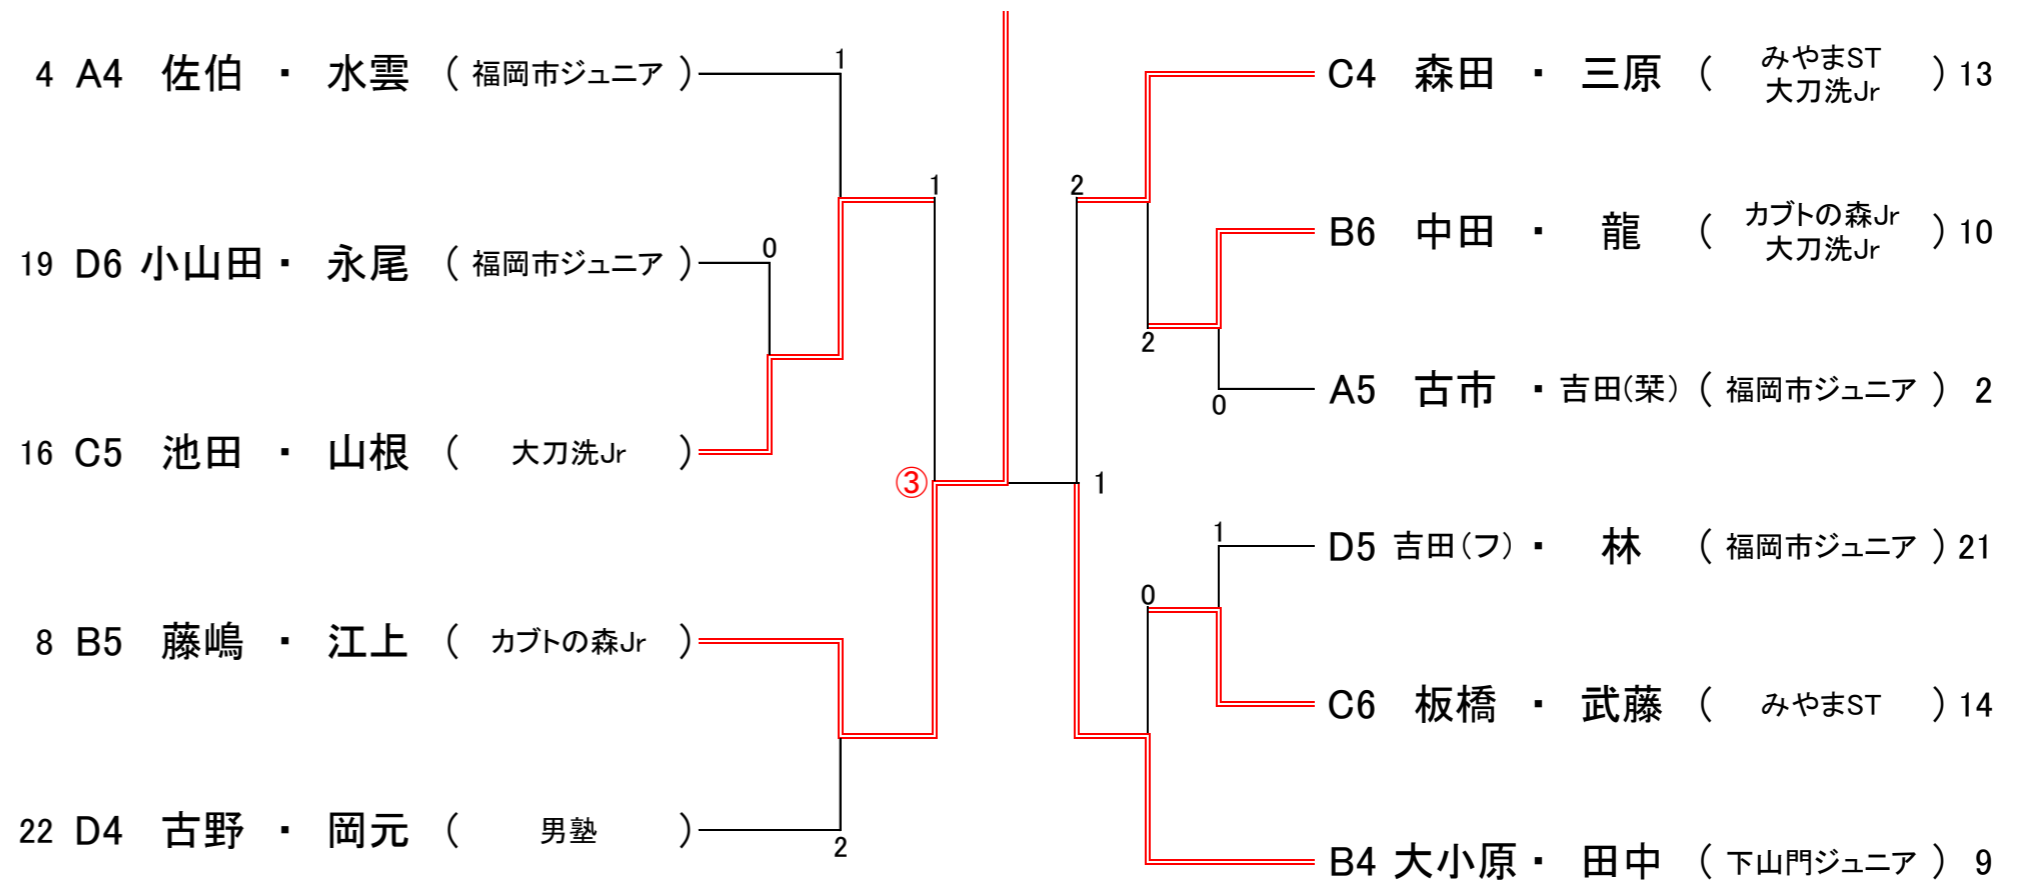 4 A4 佐伯 ・ 水雲 ( 福岡市ジュニア )
1
19 D6 小山田・ 永尾 ( 福岡市ジュニア )
0
16 C5 池田 ・ 山根 ( 大刀洗Jr )
1
③
8 B5 藤嶋 ・ 江上 ( カブトの森Jr )
22 D4 古野 ・ 岡元 ( 男塾 )
2
C4 森田 ・ 三原 ( みやまST
大刀洗Jr ) 13
2
B6 中田 ・ 龍 ( カブトの森Jr
大刀洗Jr ) 10
2
A5 古市 ・ 吉田(栞) ( 福岡市ジュニア ) 2
0
1
D5 吉田(フ) ・ 林 ( 福岡市ジュニア ) 21
1
0
C6 板橋 ・ 武藤 ( みやまST ) 14
B4 大小原・ 田中 ( 下山門ジュニア ) 9